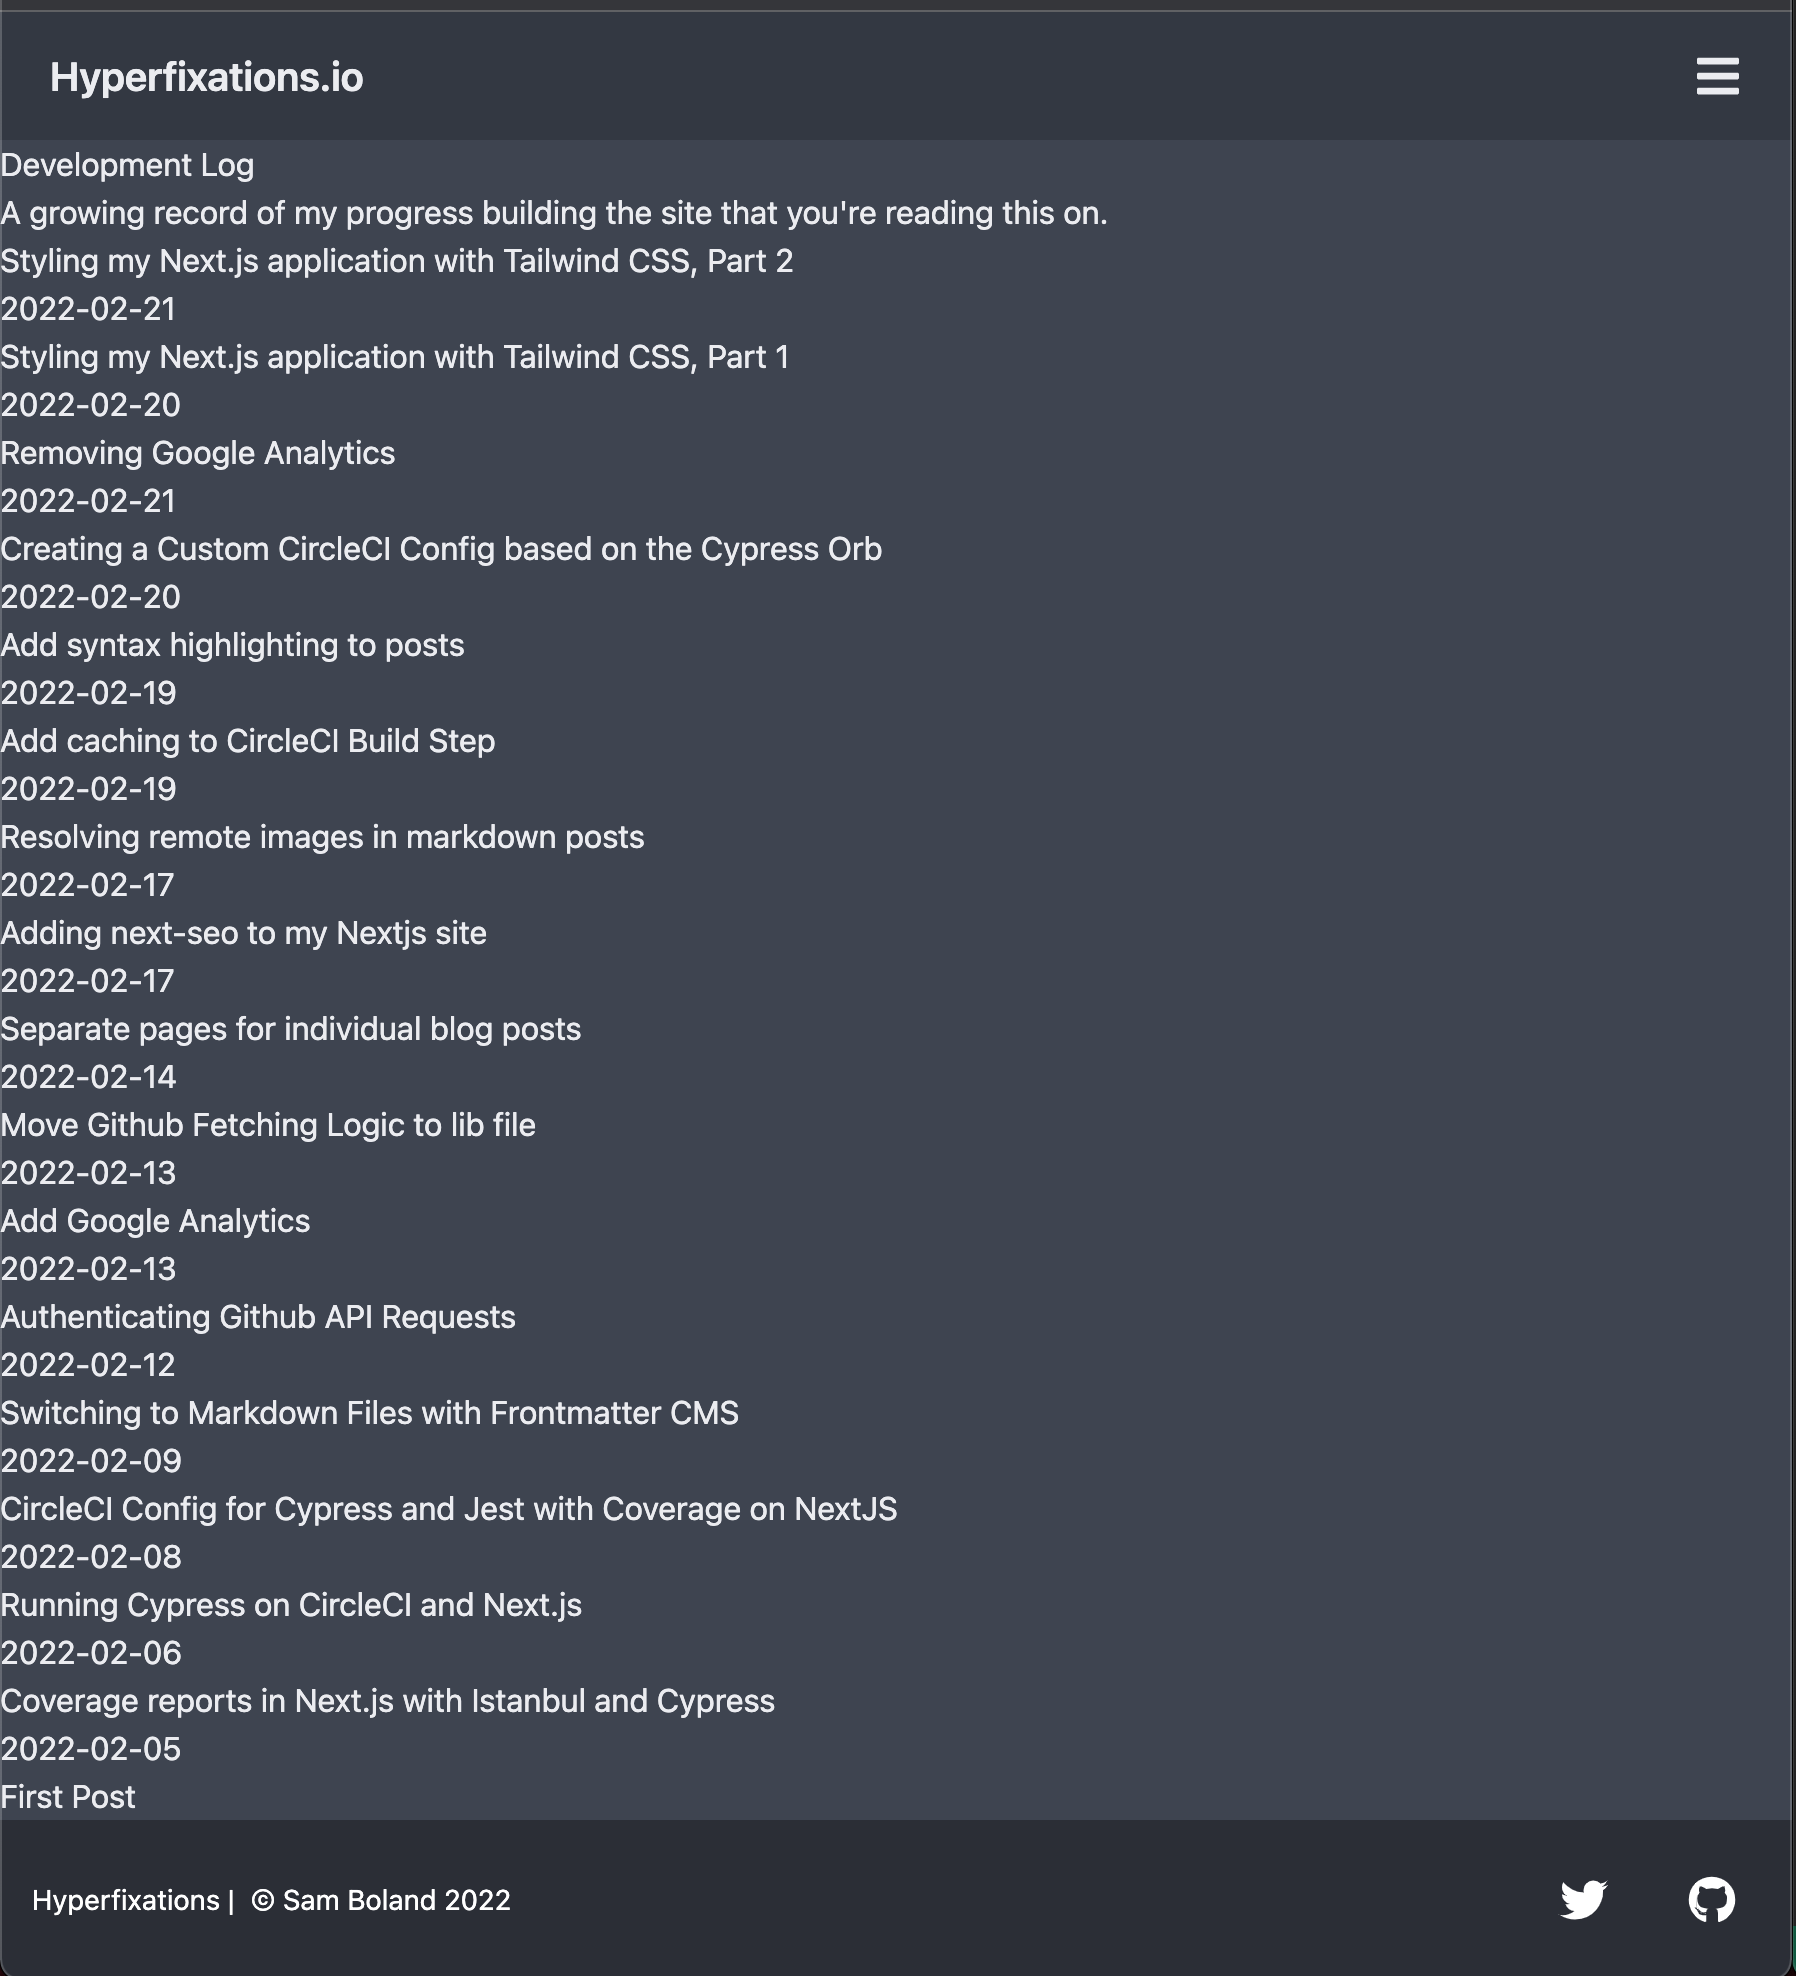 Hyperfixations.io
Development Log
A growing record of my progress building the site that you're reading this on.
Styling my Next.js application with Tailwind CSS, Part 2
2022-02-21
Styling my Next.js application with Tailwind CSS, Part 1
2022-02-20
Removing Google Analytics
2022-02-21
Creating a Custom CircleCI Config based on the Cypress Orb
2022-02-20
Add syntax highlighting to posts
2022-02-19
Add caching to CircleCI Build Step
2022-02-19
Resolving remote images in markdown posts
2022-02-17
Adding next-seo to my Nextjs site
2022-02-17
Separate pages for individual blog posts
2022-02-14
Move Github Fetching Logic to lib file
2022-02-13
Add Google Analytics
2022-02-13
Authenticating Github API Requests
2022-02-12
Switching to Markdown Files with Frontmatter CMS
2022-02-09
CircleCI Config for Cypress and Jest with Coverage on NextJS
2022-02-08
Running Cypress on CircleCI and Next.js
2022-02-06
Coverage reports in Next.js with Istanbul and Cypress
2022-02-05
First Post
Hyperfixations | © Sam Boland 2022